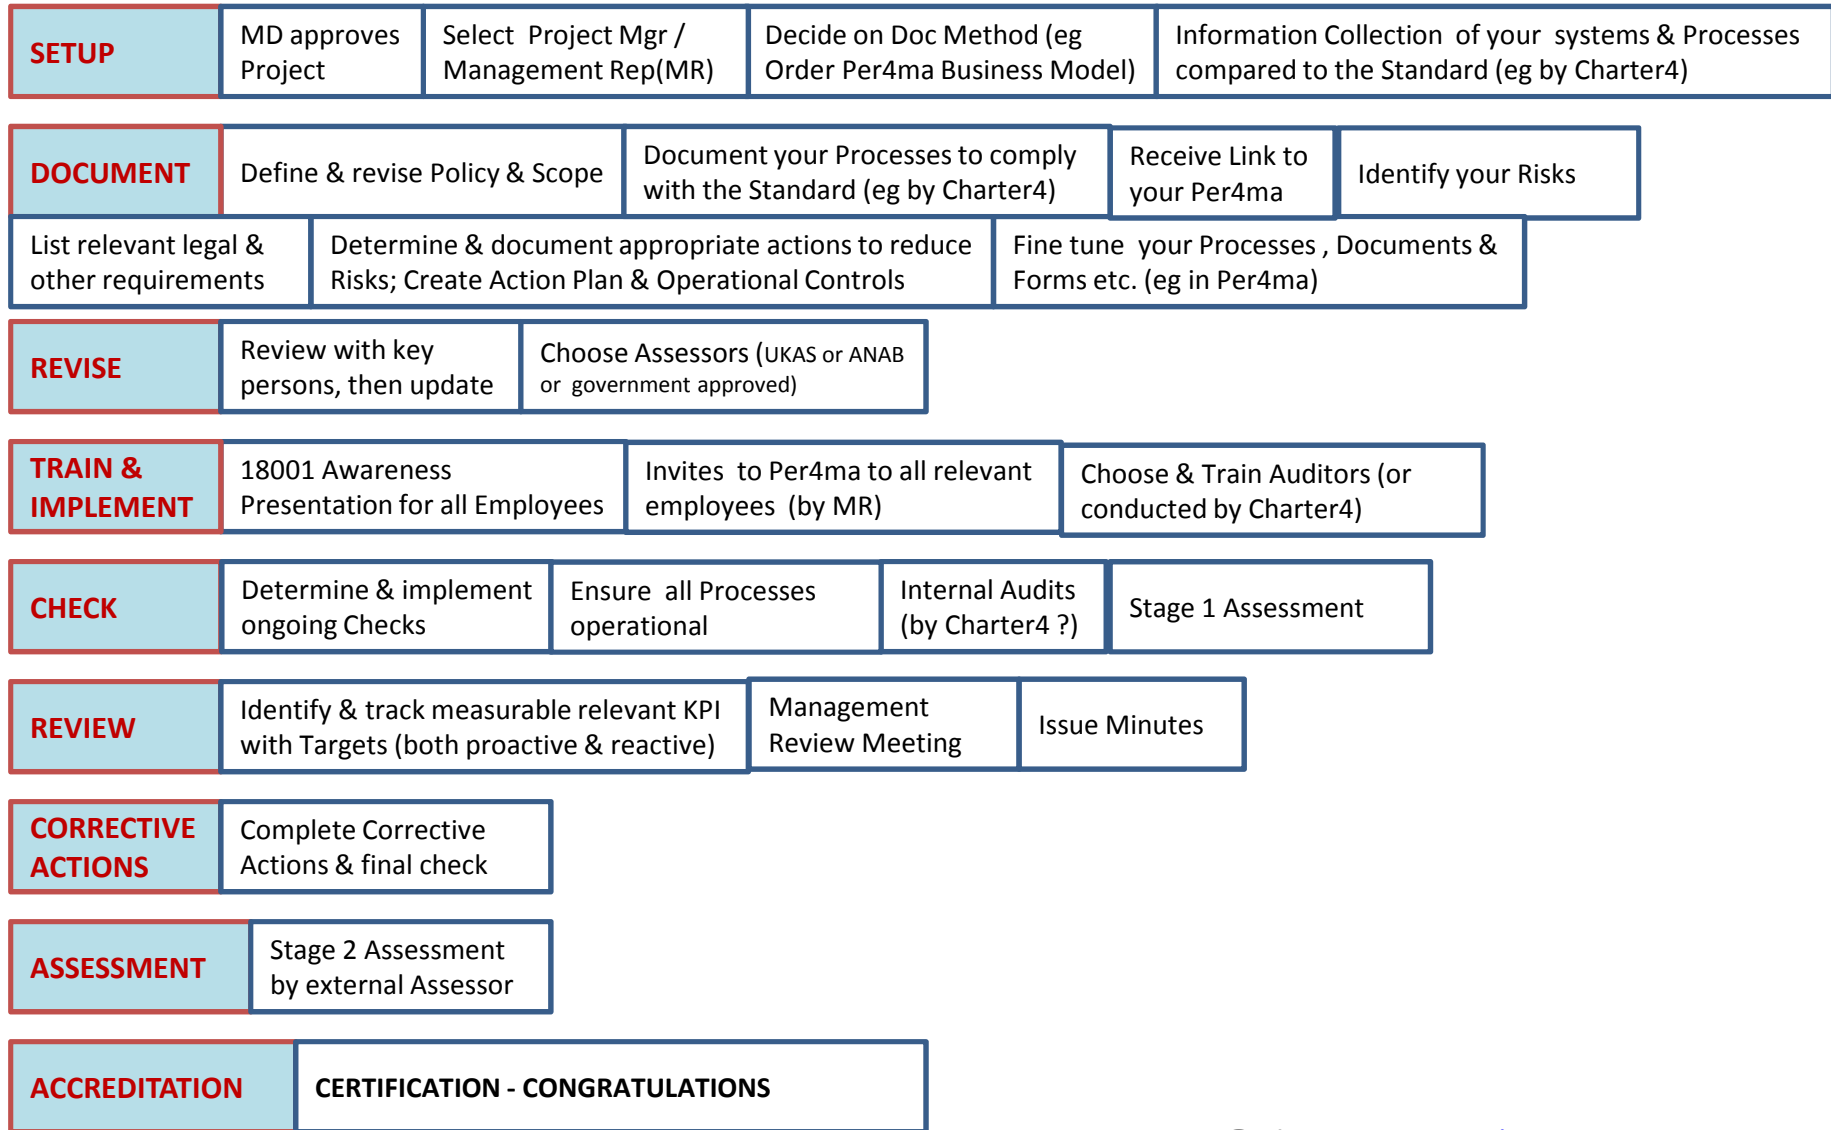 SETUP
MD approves
Project
Select Project Mgr /
Management Rep(MR)
Decide on Doc Method (eg
Order Per4ma Business Model)
Information Collection of your systems & Processes
compared to the Standard (eg by Charter4)
DOCUMENT
Define & revise Policy & Scope
Document your Processes to comply
with the Standard (eg by Charter4)
Receive Link to
your Per4ma
Identify your Risks
List relevant legal &
other requirements
Determine & document appropriate actions to reduce
Risks; Create Action Plan & Operational Controls
Fine tune your Processes , Documents &
Forms etc. (eg in Per4ma)
REVISE
Review with key
persons, then update
Choose Assessors (UKAS or ANAB
or government approved)
TRAIN &
IMPLEMENT
18001 Awareness
Presentation for all Employees
Invites to Per4ma to all relevant
employees (by MR)
Choose & Train Auditors (or
conducted by Charter4)
CHECK
Determine & implement
ongoing Checks
Ensure all Processes
operational
Internal Audits
(by Charter4 ?)
Stage 1 Assessment
REVIEW
Identify & track measurable relevant KPI
with Targets (both proactive & reactive)
Management
Review Meeting
Issue Minutes
CORRECTIVE
ACTIONS
Complete Corrective
Actions & final check
ASSESSMENT
Stage 2 Assessment
by external Assessor
ACCREDITATION
CERTIFICATION - CONGRATULATIONS